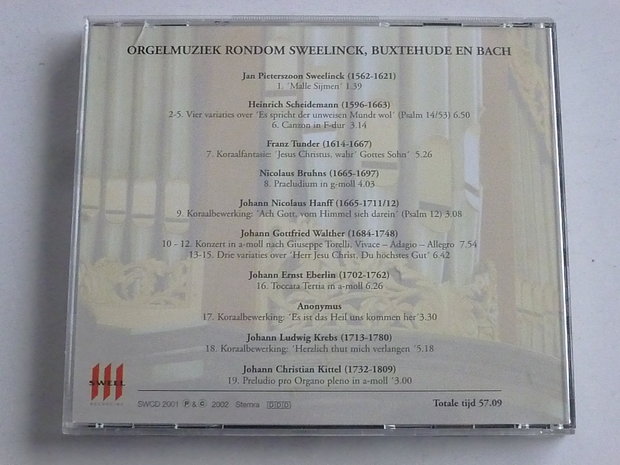 ORGELMUZIEK RONDOM SWEELINCK, BUXTEHUDE EN BACH
Jan Pieterszoon Sweelinck (1562-1621)
1. ´Malle Sijmen´ 1.39
Heinrich Scheidemann (1596-1663)
2-5. Vier variaties over ´Es spricht der unweisen Mundt wol´ (Psalm 14/53) 6.50
6. Canzon in F-dur 3.14
Franz Tunder (1614-1667)
7. Koraalfantasie: ´Jesus Christus, wahr´ Gottes Sohn´ 5.26
Nicolaus Bruhns (1665-1697)
8. Praeludium in g-moll 4.03
Johann Nicolaus Hanff (1665-1711/12)
9. Koraalbewerking: ´Ach Gott, vom Himmel sich darein´ (Psalm 12) 3.08
Johann Gottfried Walther (1684-1748)
10 - 12. Konzert in a-moll nach Giuseppe Torelli. Vivace – Adagio – Allegro 7.54
13-15. Drie variaties over ´Herr Jesu Christ, Du höchstes Gut´ 6.42
Johann Ernst Eberlin (1702-1762)
16. Toccata Tertia in a-moll 6.26
Anonymus
17. Koraalbewerking: ´Es ist das Heil uns kommen her´ 3.30
Johann Ludwig Krebs (1713-1780)
18. Koraalbewerking: ´Herzlich thut mich verlangen´ 5.18
Johann Christian Kittel (1732-1809)
19. Preludio pro Organo pleno in a-moll ´3.00
SWELL
SWCD 2001 Ⓟ & © 2002 Stemra DDD Totale tijd 57.09